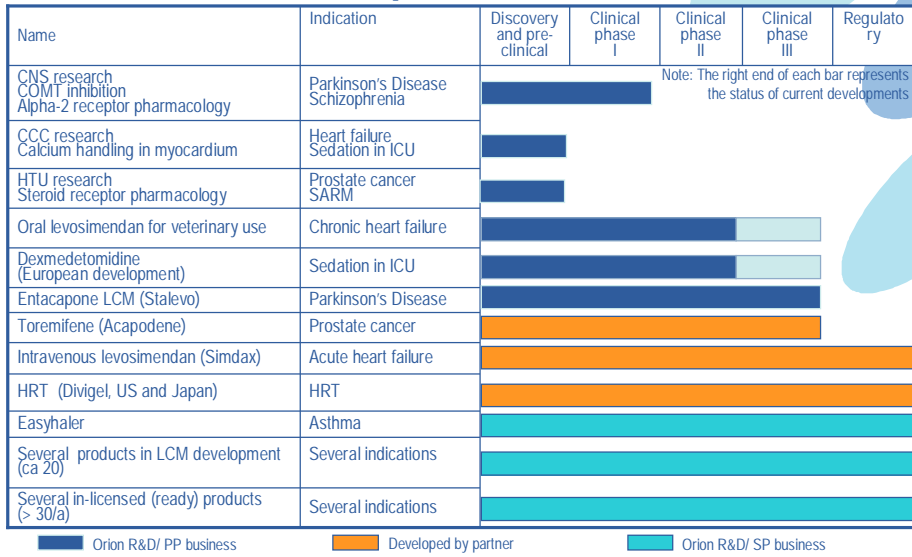 Name
Indication
Discovery
and pre-
clinical
Clinical
phase
I
Clinical
phase
II
Clinical
phase
III
Regulato
ry
Note: The right end of each bar represents
the status of current developments
CNS research
COMT inhibition
Alpha-2 receptor pharmacology
Parkinson's Disease
Schizophrenia
CCC research
Calcium handling in myocardium
Heart failure
Sedation in ICU
HTU research
Steroid receptor pharmacology
Prostate cancer
SARM
Oral levosimendan for veterinary use
Chronic heart failure
Dexmedetomidine
(European development)
Sedation in ICU
Entacapone LCM (Stalevo)
Parkinson's Disease
Toremifene (Acapodene)
Prostate cancer
Intravenous levosimendan (Simdax)
Acute heart failure
HRT (Divigel, US and Japan)
HRT
Easyhaler
Asthma
Several products in LCM development
(ca 20)
Several indications
Several in-licensed (ready) products
(> 30/a)
Several indications
Orion R&D/ PP business
Developed by partner
Orion R&D/ SP business